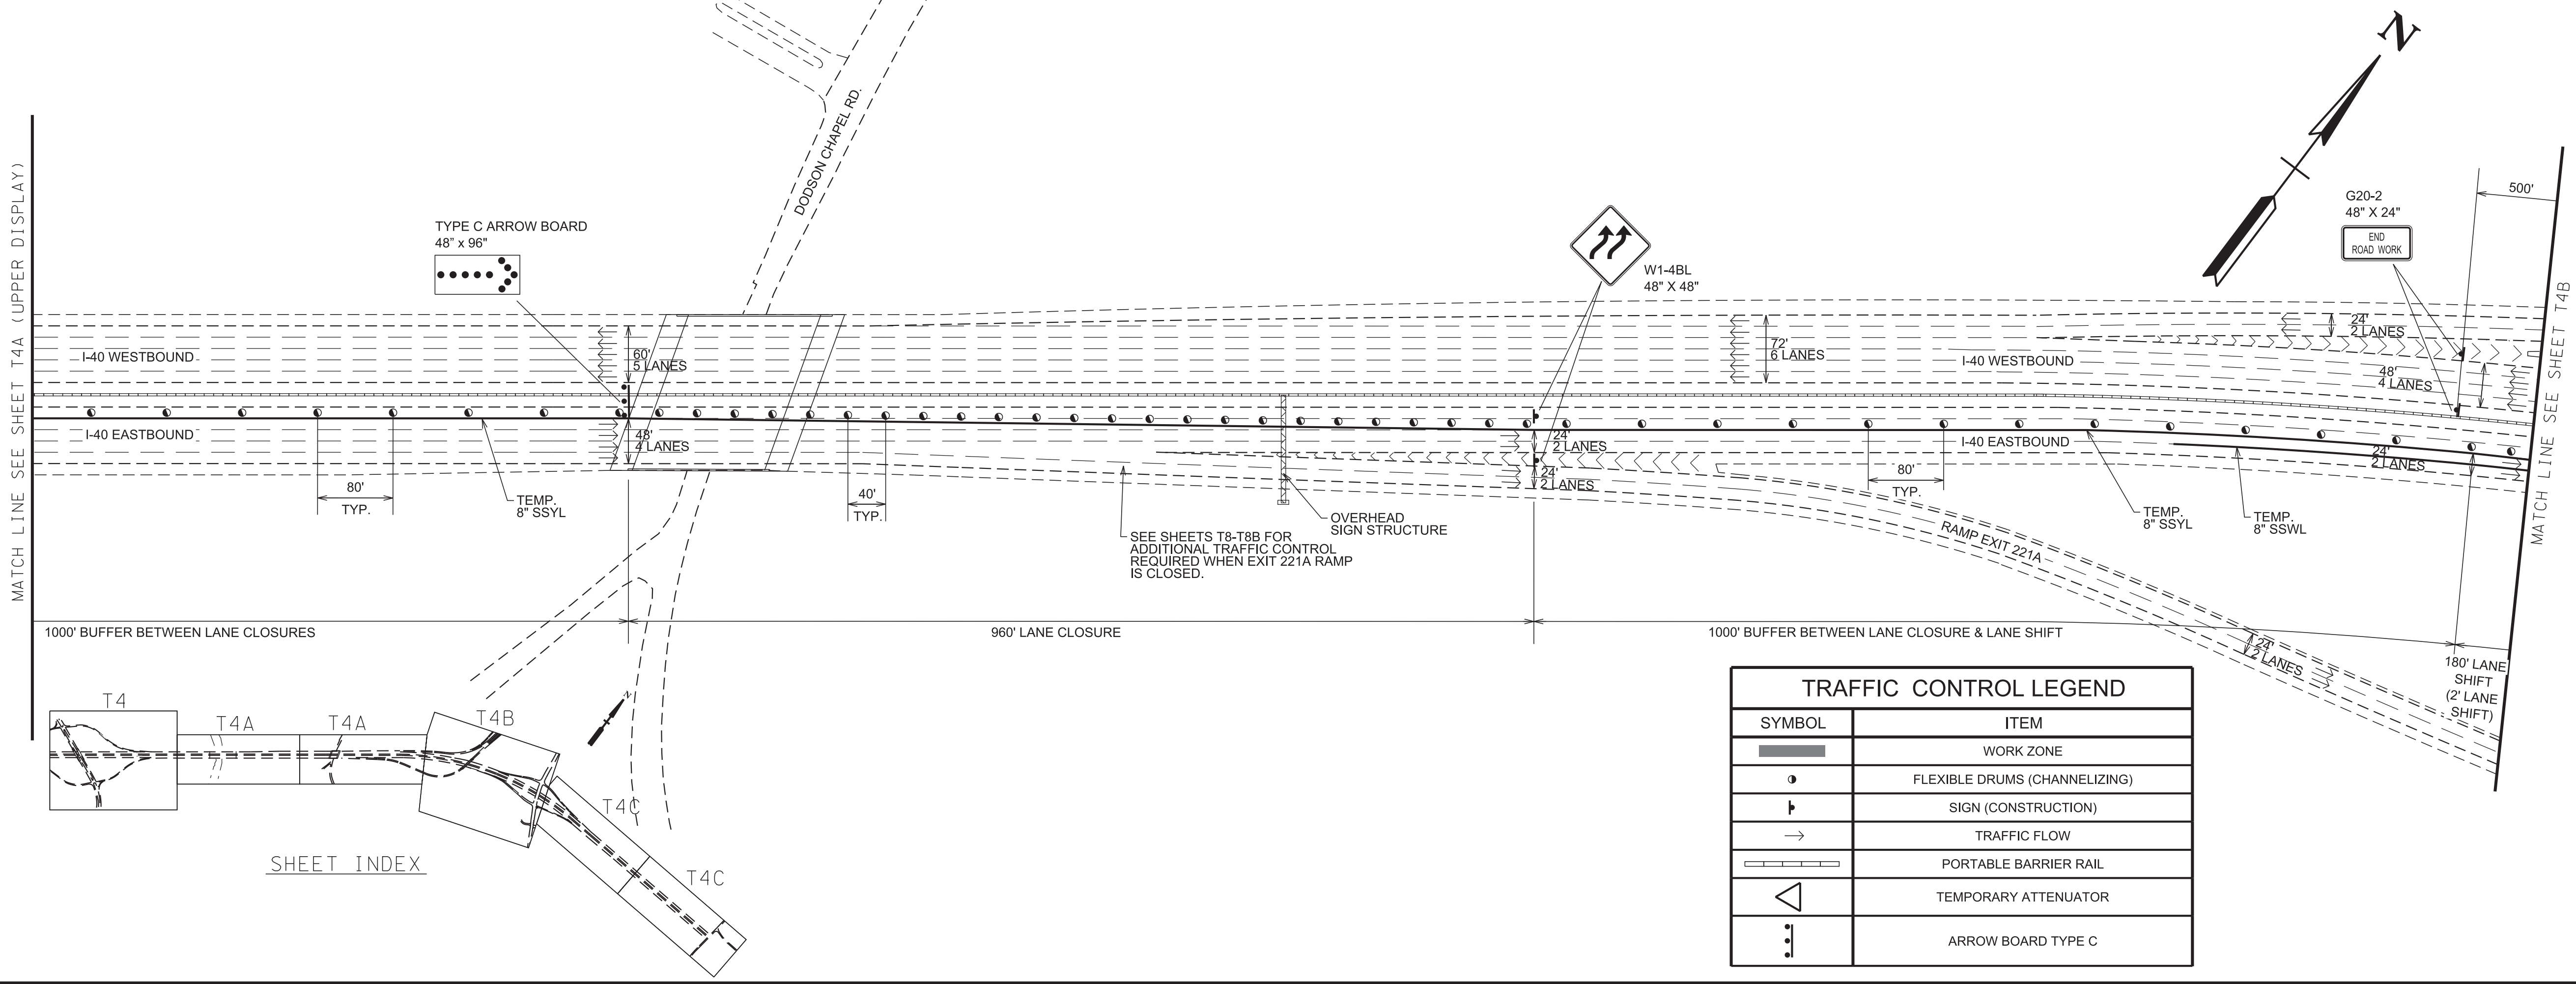 N
DODSON CHAPEL RD.
MATCH LINE SEE SHEET T4A (UPPER DISPLAY)
TYPE C ARROW BOARD
48" x 96"
W1-4BL
48" X 48"
G20-2
48" X 24"
END
ROAD WORK
500'
MATCH LINE SEE SHEET T4B
I-40 WESTBOUND
60'
5 LANES
72'
6 LANES
I-40 WESTBOUND
24'
2 LANES
48'
4 LANES
I-40 EASTBOUND
48'
4 LANES
24'
2 LANES
24'
2 LANES
I-40 EASTBOUND
24'
2 LANES
80'
TYP.
TEMP.
8" SSYL
40'
TYP.
SEE SHEETS T8-T8B FOR
ADDITIONAL TRAFFIC CONTROL
REQUIRED WHEN EXIT 221A RAMP
IS CLOSED.
OVERHEAD
SIGN STRUCTURE
80'
TYP.
RAMP EXIT 221A
TEMP.
8" SSYL
TEMP.
8" SSWL
1000' BUFFER BETWEEN LANE CLOSURES
960' LANE CLOSURE
1000' BUFFER BETWEEN LANE CLOSURE & LANE SHIFT
24'
2 LANES
180' LANE
SHIFT
(2' LANE
SHIFT)
T4
T4A
T4A
T4B
N
T4C
T4C
SHEET INDEX
TRAFFIC CONTROL LEGEND
SYMBOL ITEM
WORK ZONE
FLEXIBLE DRUMS (CHANNELIZING)
SIGN (CONSTRUCTION)
TRAFFIC FLOW
PORTABLE BARRIER RAIL
TEMPORARY ATTENUATOR
ARROW BOARD TYPE C